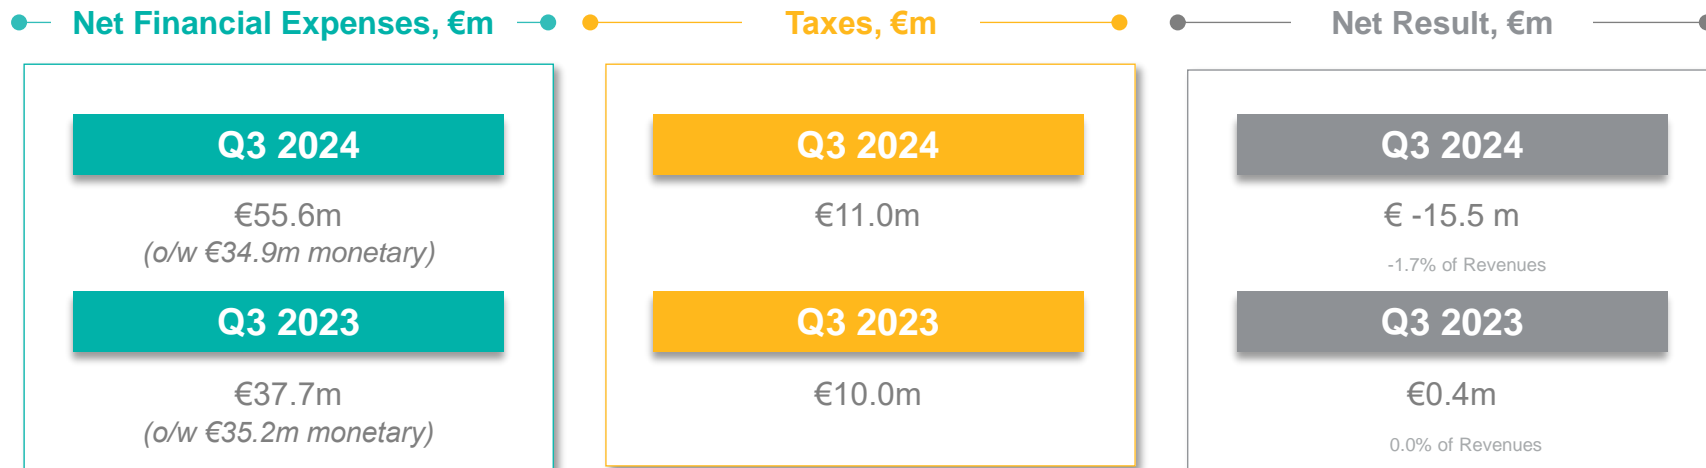 Net Financial Expenses, €m
Q3 2024
€55.6m
(o/w €34.9m monetary)
Q3 2023
€37.7m
(o/w €35.2m monetary)
Taxes, €m
Q3 2024
€11.0m
Q3 2023
€10.0m
Net Result, €m
Q3 2024
€ -15.5 m
-1.7% of Revenues
Q3 2023
€0.4m
0.0% of Revenues